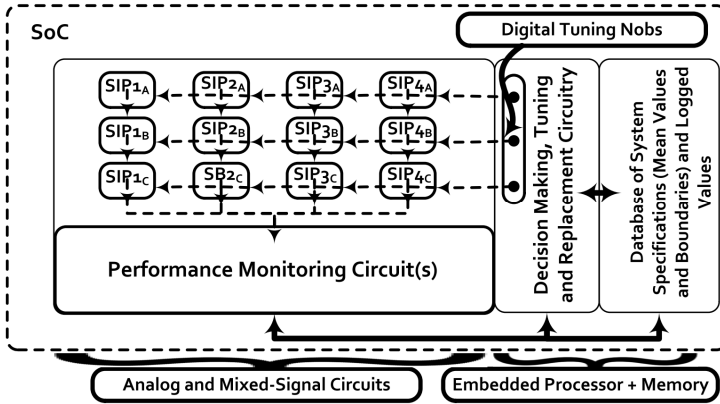 SoC
Digital Tuning Nobs
SIP1A SIP2A SIP3A SIP4A
SIP1B SIP2B SIP3B SIP4B
SIP1C SB2C SIP3C SIP4C
Performance Monitoring Circuit(s)
Decision Making, Tuning
and Replacement Circuitry
Database of System
Specifications (Mean Values
and Boundaries) and Logged
Values
Analog and Mixed-Signal Circuits
Embedded Processor + Memory